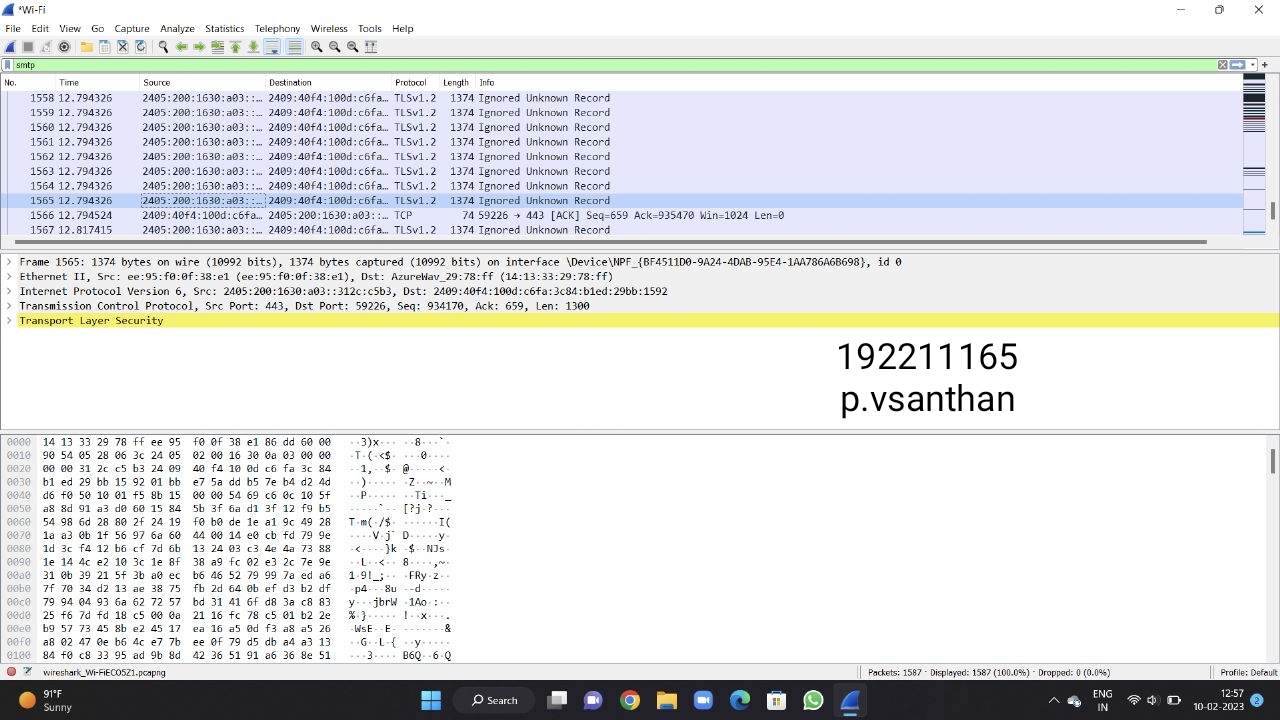 *Wi-Fi
File Edit View Go Capture Analyze Statistics Telephony Wireless Tools Help
smtp
No. Time Source Destination Protocol Length Info
1558 12.794326 2405:200:1630:a03::… 2409:40f4:100d:c6fa… TLSv1.2 1374 Ignored Unknown Record
1559 12.794326 2405:200:1630:a03::… 2409:40f4:100d:c6fa… TLSv1.2 1374 Ignored Unknown Record
1560 12.794326 2405:200:1630:a03::… 2409:40f4:100d:c6fa… TLSv1.2 1374 Ignored Unknown Record
1561 12.794326 2405:200:1630:a03::… 2409:40f4:100d:c6fa… TLSv1.2 1374 Ignored Unknown Record
1562 12.794326 2405:200:1630:a03::… 2409:40f4:100d:c6fa… TLSv1.2 1374 Ignored Unknown Record
1563 12.794326 2405:200:1630:a03::… 2409:40f4:100d:c6fa… TLSv1.2 1374 Ignored Unknown Record
1564 12.794326 2405:200:1630:a03::… 2409:40f4:100d:c6fa… TLSv1.2 1374 Ignored Unknown Record
1565 12.794326 2405:200:1630:a03::… 2409:40f4:100d:c6fa… TLSv1.2 1374 Ignored Unknown Record
1566 12.794524 2409:40f4:100d:c6fa… 2405:200:1630:a03::… TCP 74 59226 → 443 [ACK] Seq=659 Ack=935470 Win=1024 Len=0
1567 12.817415 2405:200:1630:a03::… 2409:40f4:100d:c6fa… TLSv1.2 1374 Ignored Unknown Record
Frame 1565: 1374 bytes on wire (10992 bits), 1374 bytes captured (10992 bits) on interface \Device\NPF_{BF4511D0-9A24-4DAB-95E4-1AA786A6B698}, id 0
Ethernet II, Src: ee:95:f0:0f:38:e1 (ee:95:f0:0f:38:e1), Dst: AzureWav_29:78:ff (14:13:33:29:78:ff)
Internet Protocol Version 6, Src: 2405:200:1630:a03::312c:c5b3, Dst: 2409:40f4:100d:c6fa:3c84:b1ed:29bb:1592
Transmission Control Protocol, Src Port: 443, Dst Port: 59226, Seq: 934170, Ack: 659, Len: 1300
Transport Layer Security
192211165
p.vsanthan
0000 14 13 33 29 78 ff ee 95 f0 0f 38 e1 86 dd 60 00 ··3)x··· ··8···`·
0010 90 54 05 28 06 3c 24 05 02 00 16 30 0a 03 00 00 ·T·(·<$· ···0····
0020 00 00 31 2c c5 b3 24 09 40 f4 10 0d c6 fa 3c 84 ··1,··$· @·····<·
0030 b1 ed 29 bb 15 92 01 bb e7 5a dd b5 7e b4 d2 4d ··)····· ·Z··~··M
0040 d6 f0 50 10 01 f5 8b 15 00 00 54 69 c6 0c 10 5f ··P····· ··Ti···_
0050 a8 8d 91 a3 d0 60 15 84 5b 3f 6a d1 3f 12 f9 b5 ·····`·· [?j·?···
0060 54 98 6d 28 80 2f 24 19 f0 b0 de 1e a1 9c 49 28 T·m(·/$· ······I(
0070 1a a3 0b 1f 56 97 6a 60 44 00 14 e0 cb fd 79 9e ····V·j` D·····y·
0080 1d 3c f4 12 b6 cf 7d 6b 13 24 03 c3 4e 4a 73 88 ·<····}k ·$··NJs·
0090 1e 14 4c e2 10 3c 1e 8f 38 a9 fc 02 e3 2c 7e 9e ··L··<·· 8····,~·
00a0 31 0b 39 21 5f 3b a0 ec b6 46 52 79 99 7a ed a6 1·9!_;·· ·FRy·z··
00b0 7f 70 34 d2 13 ae 38 75 fb 2d 64 0b ef d3 b2 df ·p4···8u ·-d·····
00c0 79 94 04 93 6a 62 72 57 bd 31 41 6f d8 3a c8 83 y···jbrW ·1Ao·:··
00d0 25 f6 7d fd 18 c5 00 0a 21 16 fc 78 c5 01 b2 2e %·}····· !··x···.
00e0 b9 57 73 45 8b e2 45 17 ea 16 a5 0d f3 a8 a5 26 ·WsE··E· ·······&
00f0 a8 02 47 0e b6 4c e7 7b ee 0f 79 d5 db a4 a3 13 ··G··L·{ ··y·····
0100 84 f0 c8 33 95 ad 9b 8d 42 36 51 91 a6 36 8e 51 ···3···· B6Q··6·Q
wireshark_Wi-FiECO5Z1.pcapng Packets: 1587 · Displayed: 1587 (100.0%) · Dropped: 0 (0.0%) Profile: Default
91°F
Sunny
Search
ENG
IN
12:57
10-02-2023
2